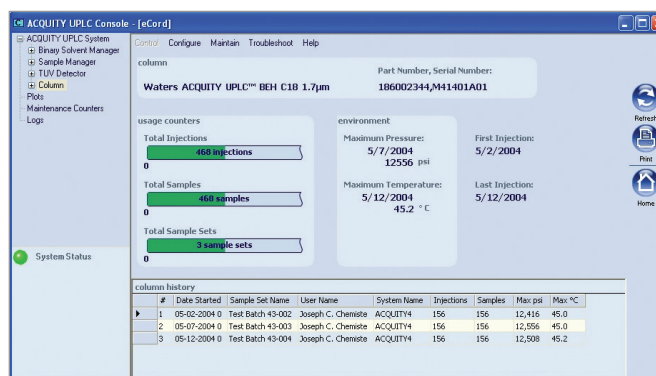 ACQUITY UPLC Console - [eCord]
ACQUITY UPLC System
Binary Solvent Manager
Sample Manager
TUV Detector
Column
Plots
Maintenance Counters
Logs
System Status
Control Configure Maintain Troubleshoot Help
column
Part Number, Serial Number:
Waters ACQUITY UPLC™ BEH C18 1.7µm 186002344,M41401A01
usage counters
Total Injections
468 injections
0
Total Samples
468 samples
0
Total Sample Sets
3 sample sets
0
environment
Maximum Pressure: First Injection:
5/7/2004 5/2/2004
12556 psi
Maximum Temperature: Last Injection:
5/12/2004 5/12/2004
45.2 °C
Refresh
Print
Home
column history
# Date Started Sample Set Name User Name System Name Injections Samples Max psi Max °C
1 05-02-2004 0 Test Batch 43-002 Joseph C. Chemiste ACQUITY4 156 156 12,416 45.0
2 05-07-2004 0 Test Batch 43-003 Joseph C. Chemiste ACQUITY4 156 156 12,556 45.0
3 05-12-2004 0 Test Batch 43-004 Joseph C. Chemiste ACQUITY4 156 156 12,508 45.2